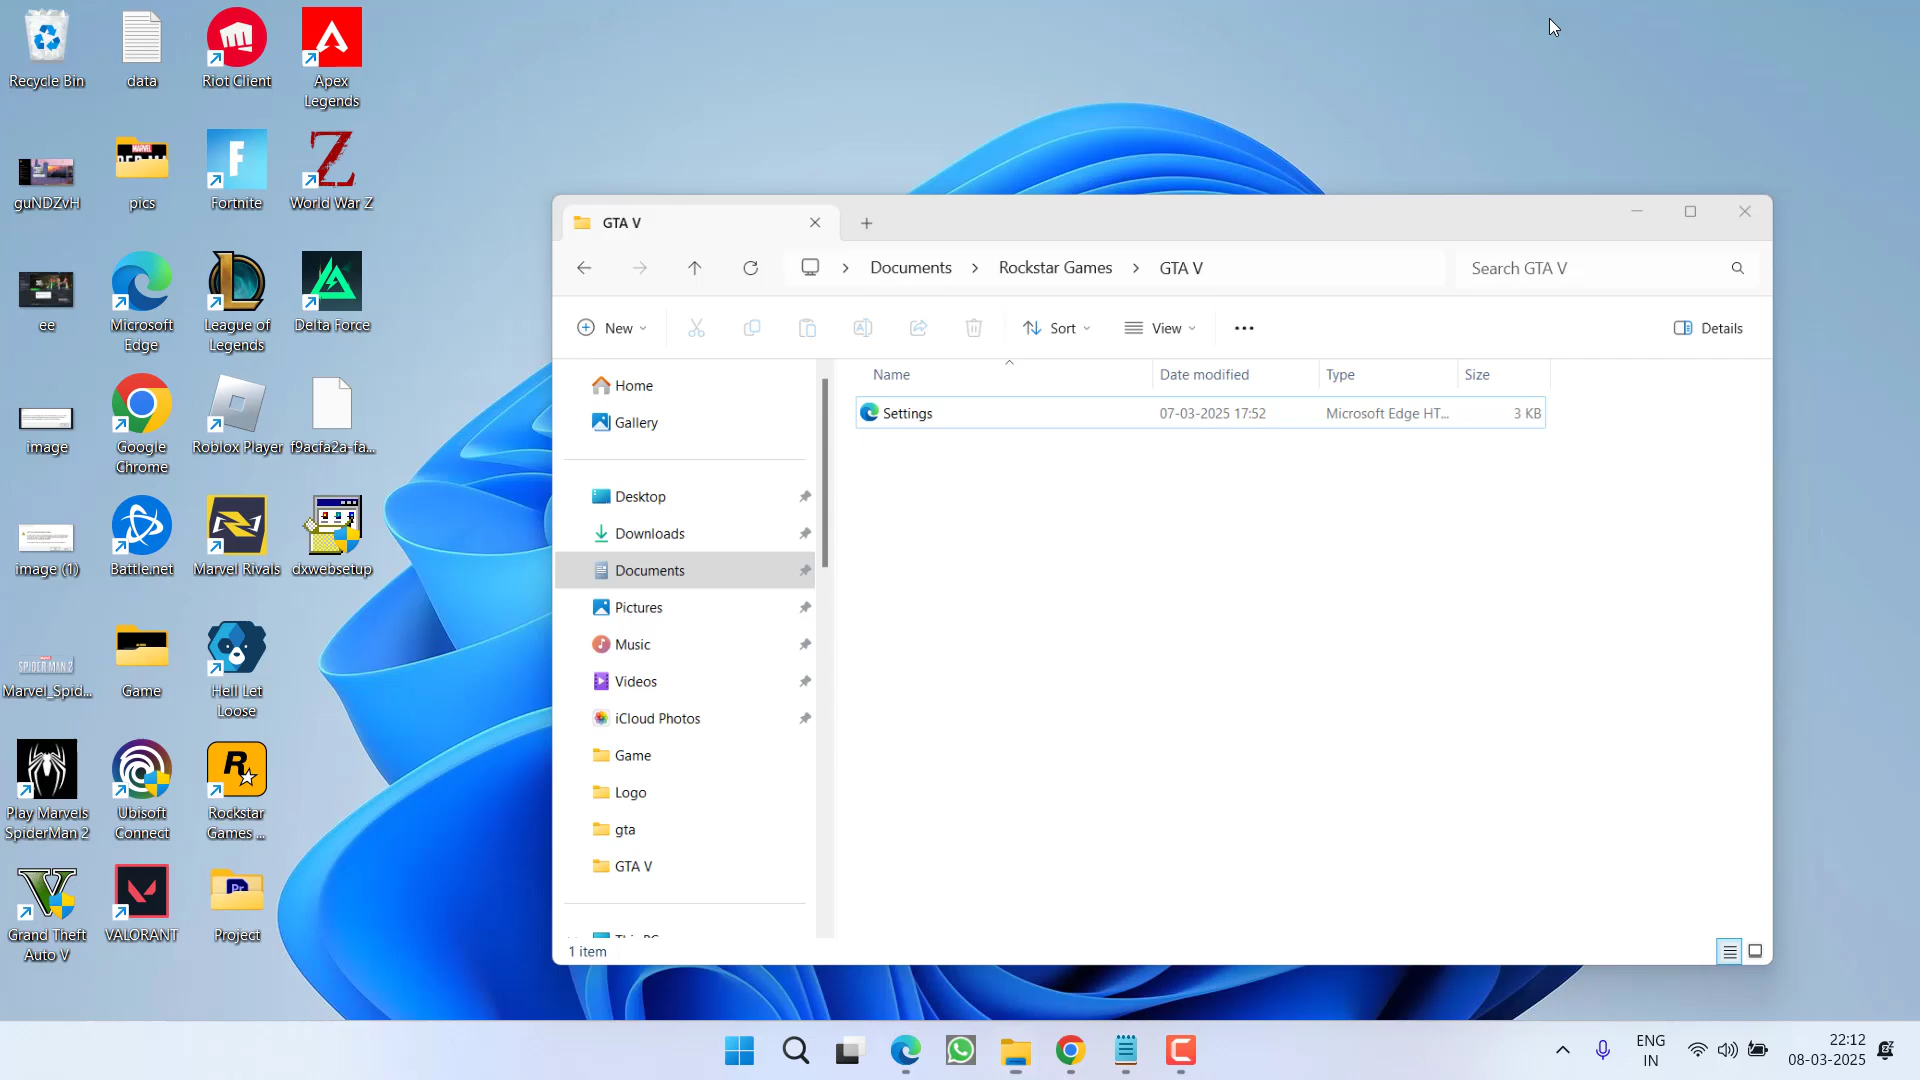 Recycle Bin
data
Riot Client
Apex
Legends
guNDZvH
pics
Fortnite
World War Z
ee
Microsoft
Edge
League of
Legends
Delta Force
image
Google
Chrome
Roblox Player
f9acfa2a-fa...
image (1)
Battle.net
Marvel Rivals
dxwebsetup
Marvel_Spid...
Game
Hell Let
Loose
Play Marvels
SpiderMan 2
Ubisoft
Connect
Rockstar
Games ...
Grand Theft
Auto V
VALORANT
Project
GTA V
Documents
Rockstar Games
GTA V
Search GTA V
New
Sort
View
Details
Home
Gallery
Desktop
Downloads
Documents
Pictures
Music
Videos
iCloud Photos
Game
Logo
gta
GTA V
This PC
Name
Date modified
Type
Size
Settings
07-03-2025 17:52
Microsoft Edge HT...
3 KB
1 item
ENG
IN
22:12
08-03-2025